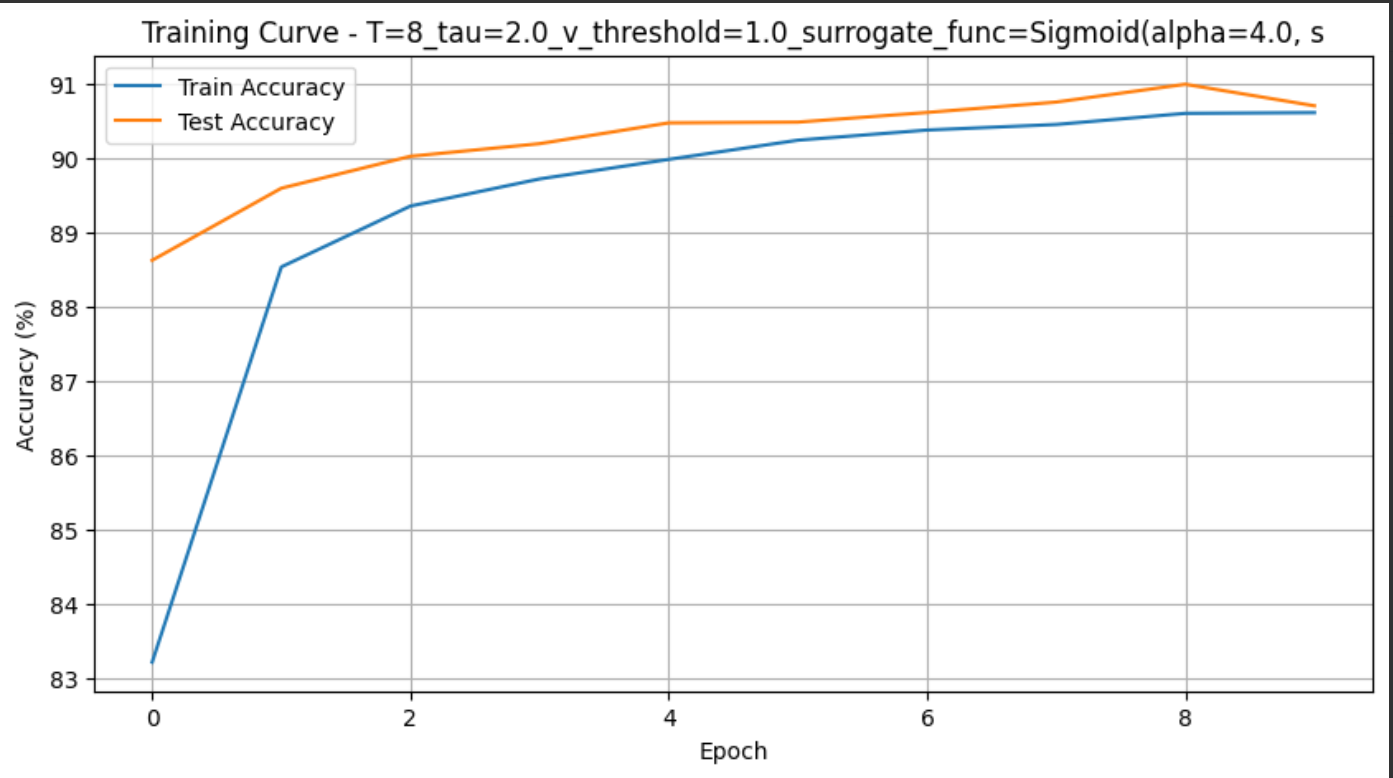 Training Curve - T=8_tau=2.0_v_threshold=1.0_surrogate_func=Sigmoid(alpha=4.0, s
Train Accuracy
Test Accuracy
Accuracy (%)
91
90
89
88
87
86
85
84
83
0 2 4 6 8
Epoch